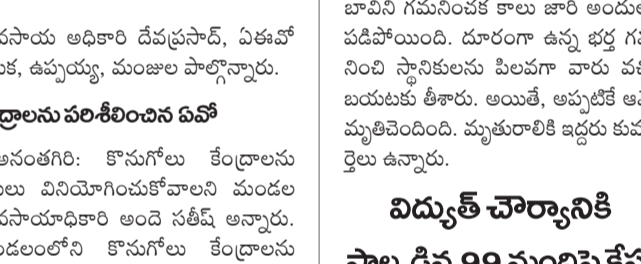 వసాయ అధికారి దేవప్రసాద్, ఏఈవో
ఉప్పయ్య, మంజుల పాల్గొన్నారు.
ద్రాలను పరిశీలించిన ఏవో
అనంతగిరి: కొనుగోలు కేంద్రాలను
లు వినియోగించుకోవాలని మండల
వసాయాధికారి అందె సతీష్ అన్నారు.
డలంలోని కొనుగోలు కేంద్రాలను
బావిని గమనించక కాలు జారి అందుల
పడిపోయింది. దూరంగా ఉన్న భర్త గ
నించి స్థానికులను పిలవగా వారు వ
బయటకు తీశారు. అయితే, అప్పటికే ఆ
మృతిచెందింది. మృతురాలికి ఇద్దరు కు
ర్తెలు ఉన్నారు.
విద్యుత్ చౌర్యానికి